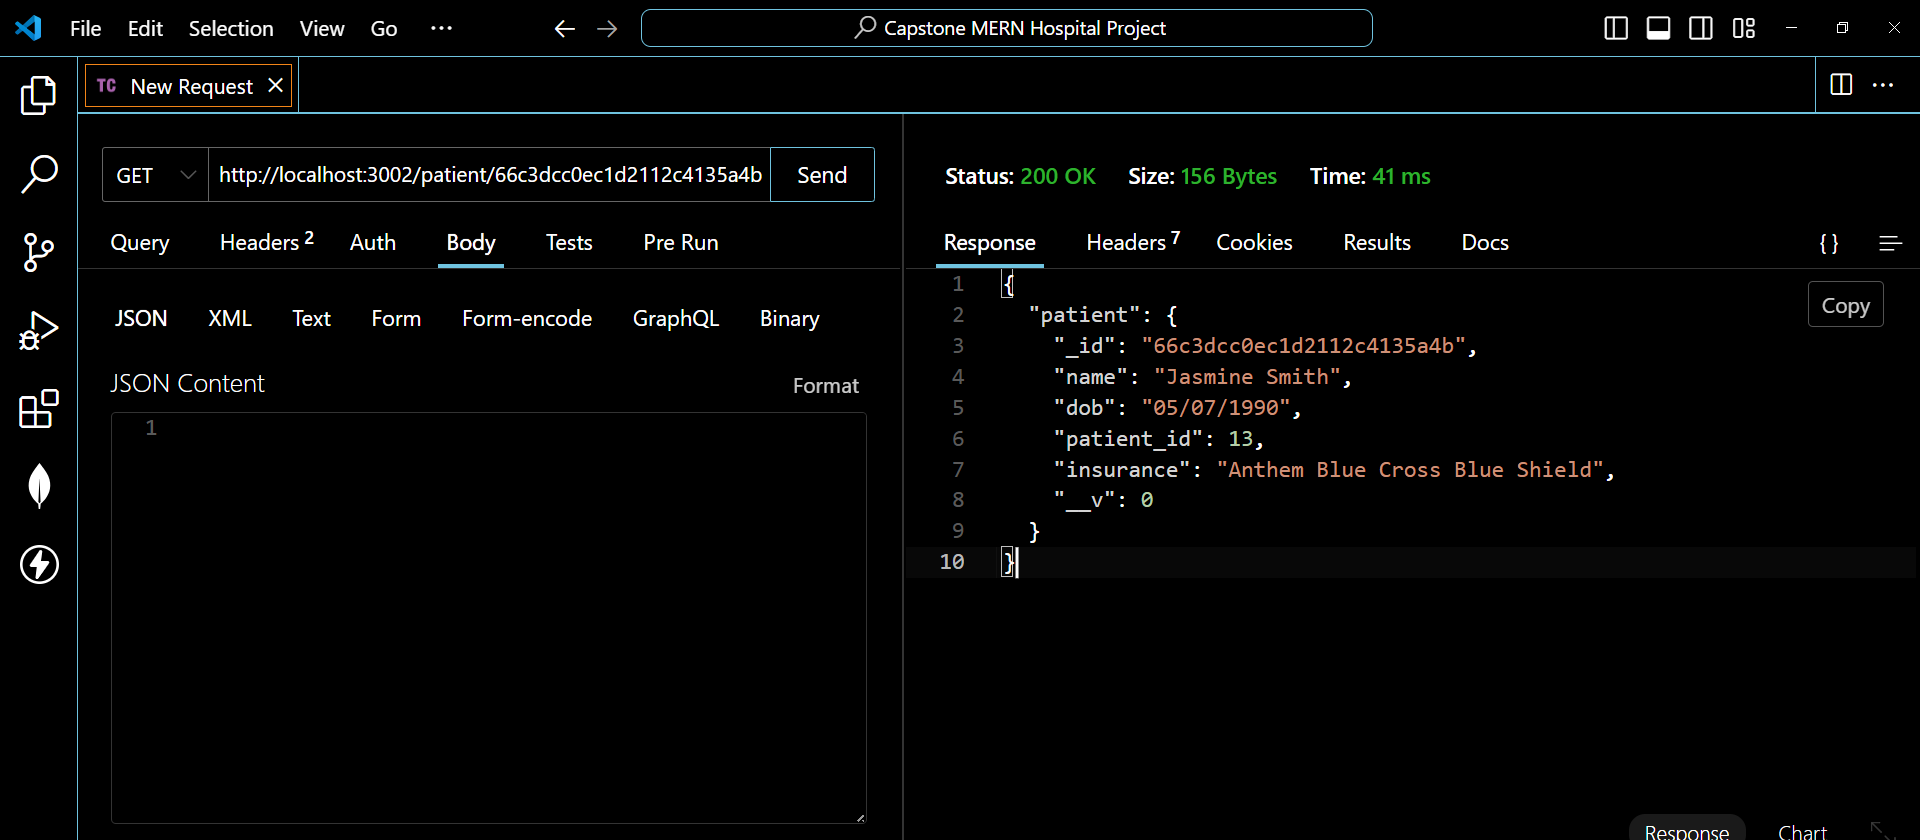 File Edit Selection View Go ···
Capstone MERN Hospital Project
TC New Request
GET http://localhost:3002/patient/66c3dcc0ec1d2112c4135a4b Send
Query Headers 2 Auth Body Tests Pre Run
JSON XML Text Form Form-encode GraphQL Binary
JSON Content Format
1
Status: 200 OK Size: 156 Bytes Time: 41 ms
Response Headers 7 Cookies Results Docs { }
Copy
1 {
2 "patient": {
3 "_id": "66c3dcc0ec1d2112c4135a4b",
4 "name": "Jasmine Smith",
5 "dob": "05/07/1990",
6 "patient_id": 13,
7 "insurance": "Anthem Blue Cross Blue Shield",
8 "__v": 0
9 }
10 }
Response Chart